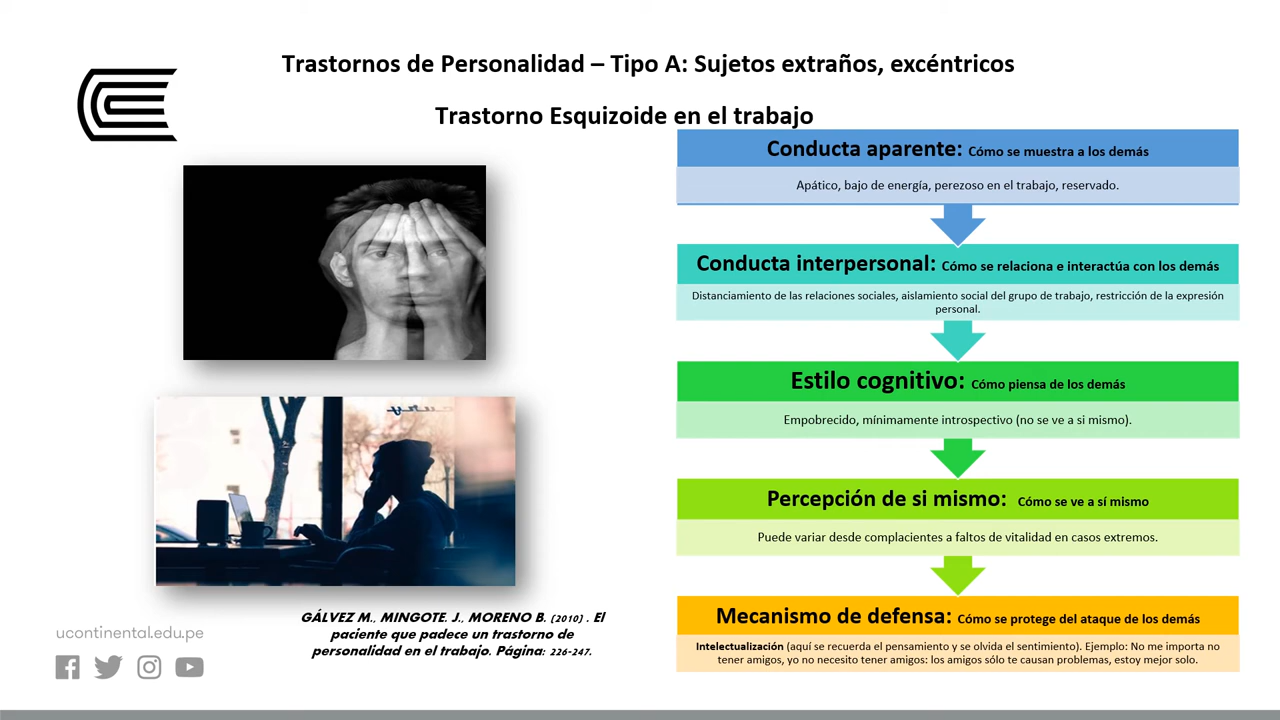 Trastornos de Personalidad – Tipo A: Sujetos extraños, excéntricos
Trastorno Esquizoide en el trabajo
Conducta aparente: Cómo se muestra a los demás
Apático, bajo de energía, perezoso en el trabajo, reservado.
Conducta interpersonal: Cómo se relaciona e interactúa con los demás
Distanciamiento de las relaciones sociales, aislamiento social del grupo de trabajo, restricción de la expresión
personal.
Estilo cognitivo: Cómo piensa de los demás
Empobrecido, mínimamente introspectivo (no se ve a si mismo).
Percepción de si mismo: Cómo se ve a sí mismo
Puede variar desde complacientes a faltos de vitalidad en casos extremos.
Mecanismo de defensa: Cómo se protege del ataque de los demás
Intelectualización (aquí se recuerda el pensamiento y se olvida el sentimiento). Ejemplo: No me importa no
tener amigos, yo no necesito tener amigos: los amigos sólo te causan problemas, estoy mejor solo.
GÁLVEZ M., MINGOTE. J., MORENO B. (2010) . El
paciente que padece un trastorno de
personalidad en el trabajo. Página: 226-247.
ucontinental.edu.pe